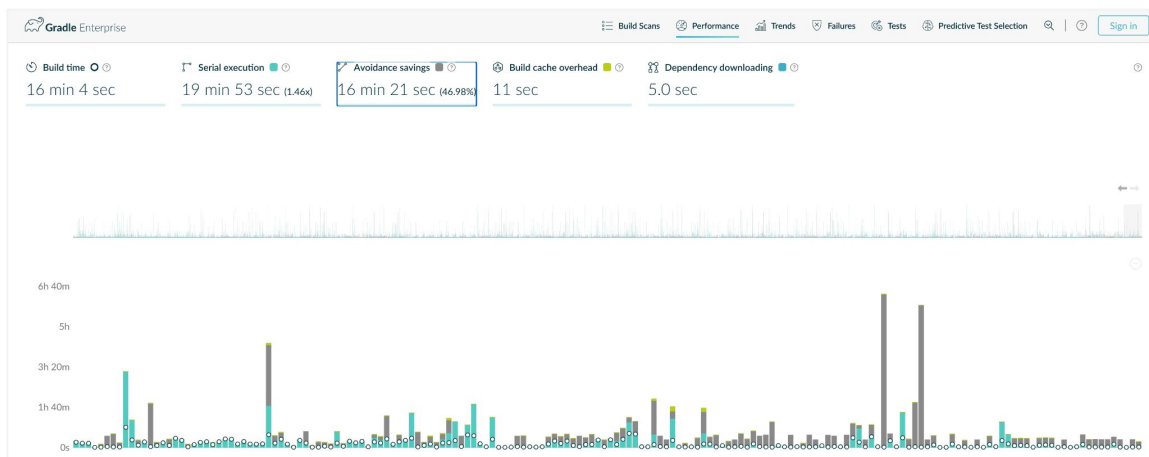 Gradle Enterprise
Build Scans Performance Trends Failures Tests Predictive Test Selection Sign in
Build time Serial execution Avoidance savings Build cache overhead Dependency downloading
16 min 4 sec 19 min 53 sec (1.46x) 16 min 21 sec (46.98%) 11 sec 5.0 sec
6h 40m
5h
3h 20m
1h 40m
0s